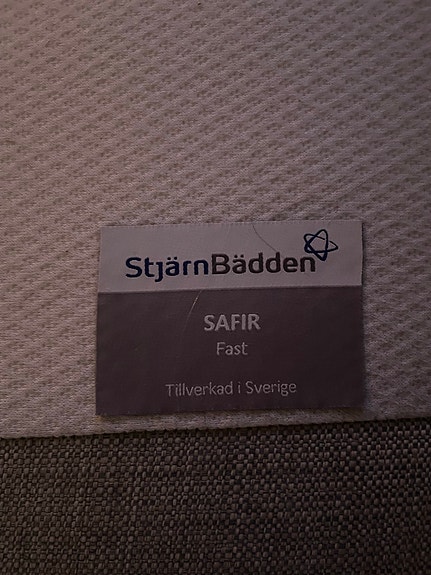 StjärnBädden
SAFIR
Fast
Tillverkad i Sverige